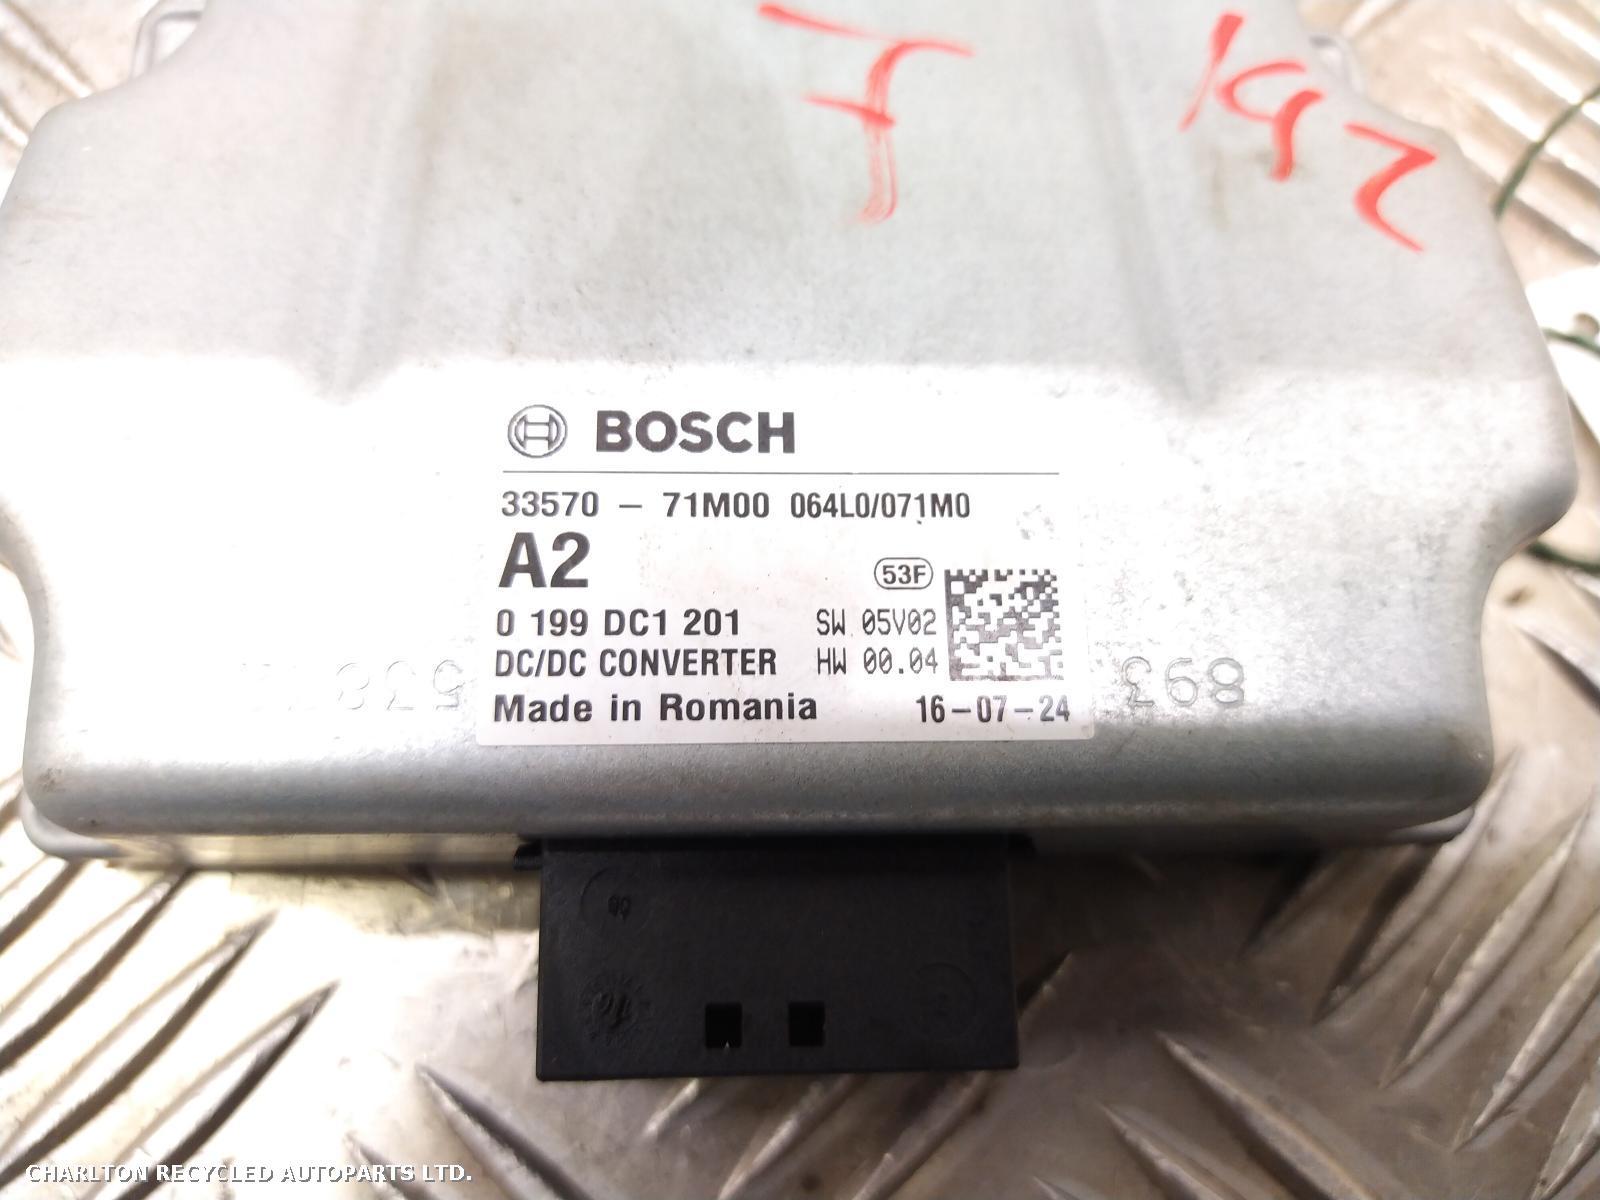 BOSCH
33570 – 71M00 064L0/071M0
A2
53F
0 199 DC1 201 SW 05V02
DC/DC CONVERTER HW 00.04
Made in Romania 16-07-24
893
CHARLTON RECYCLED AUTOPARTS LTD.